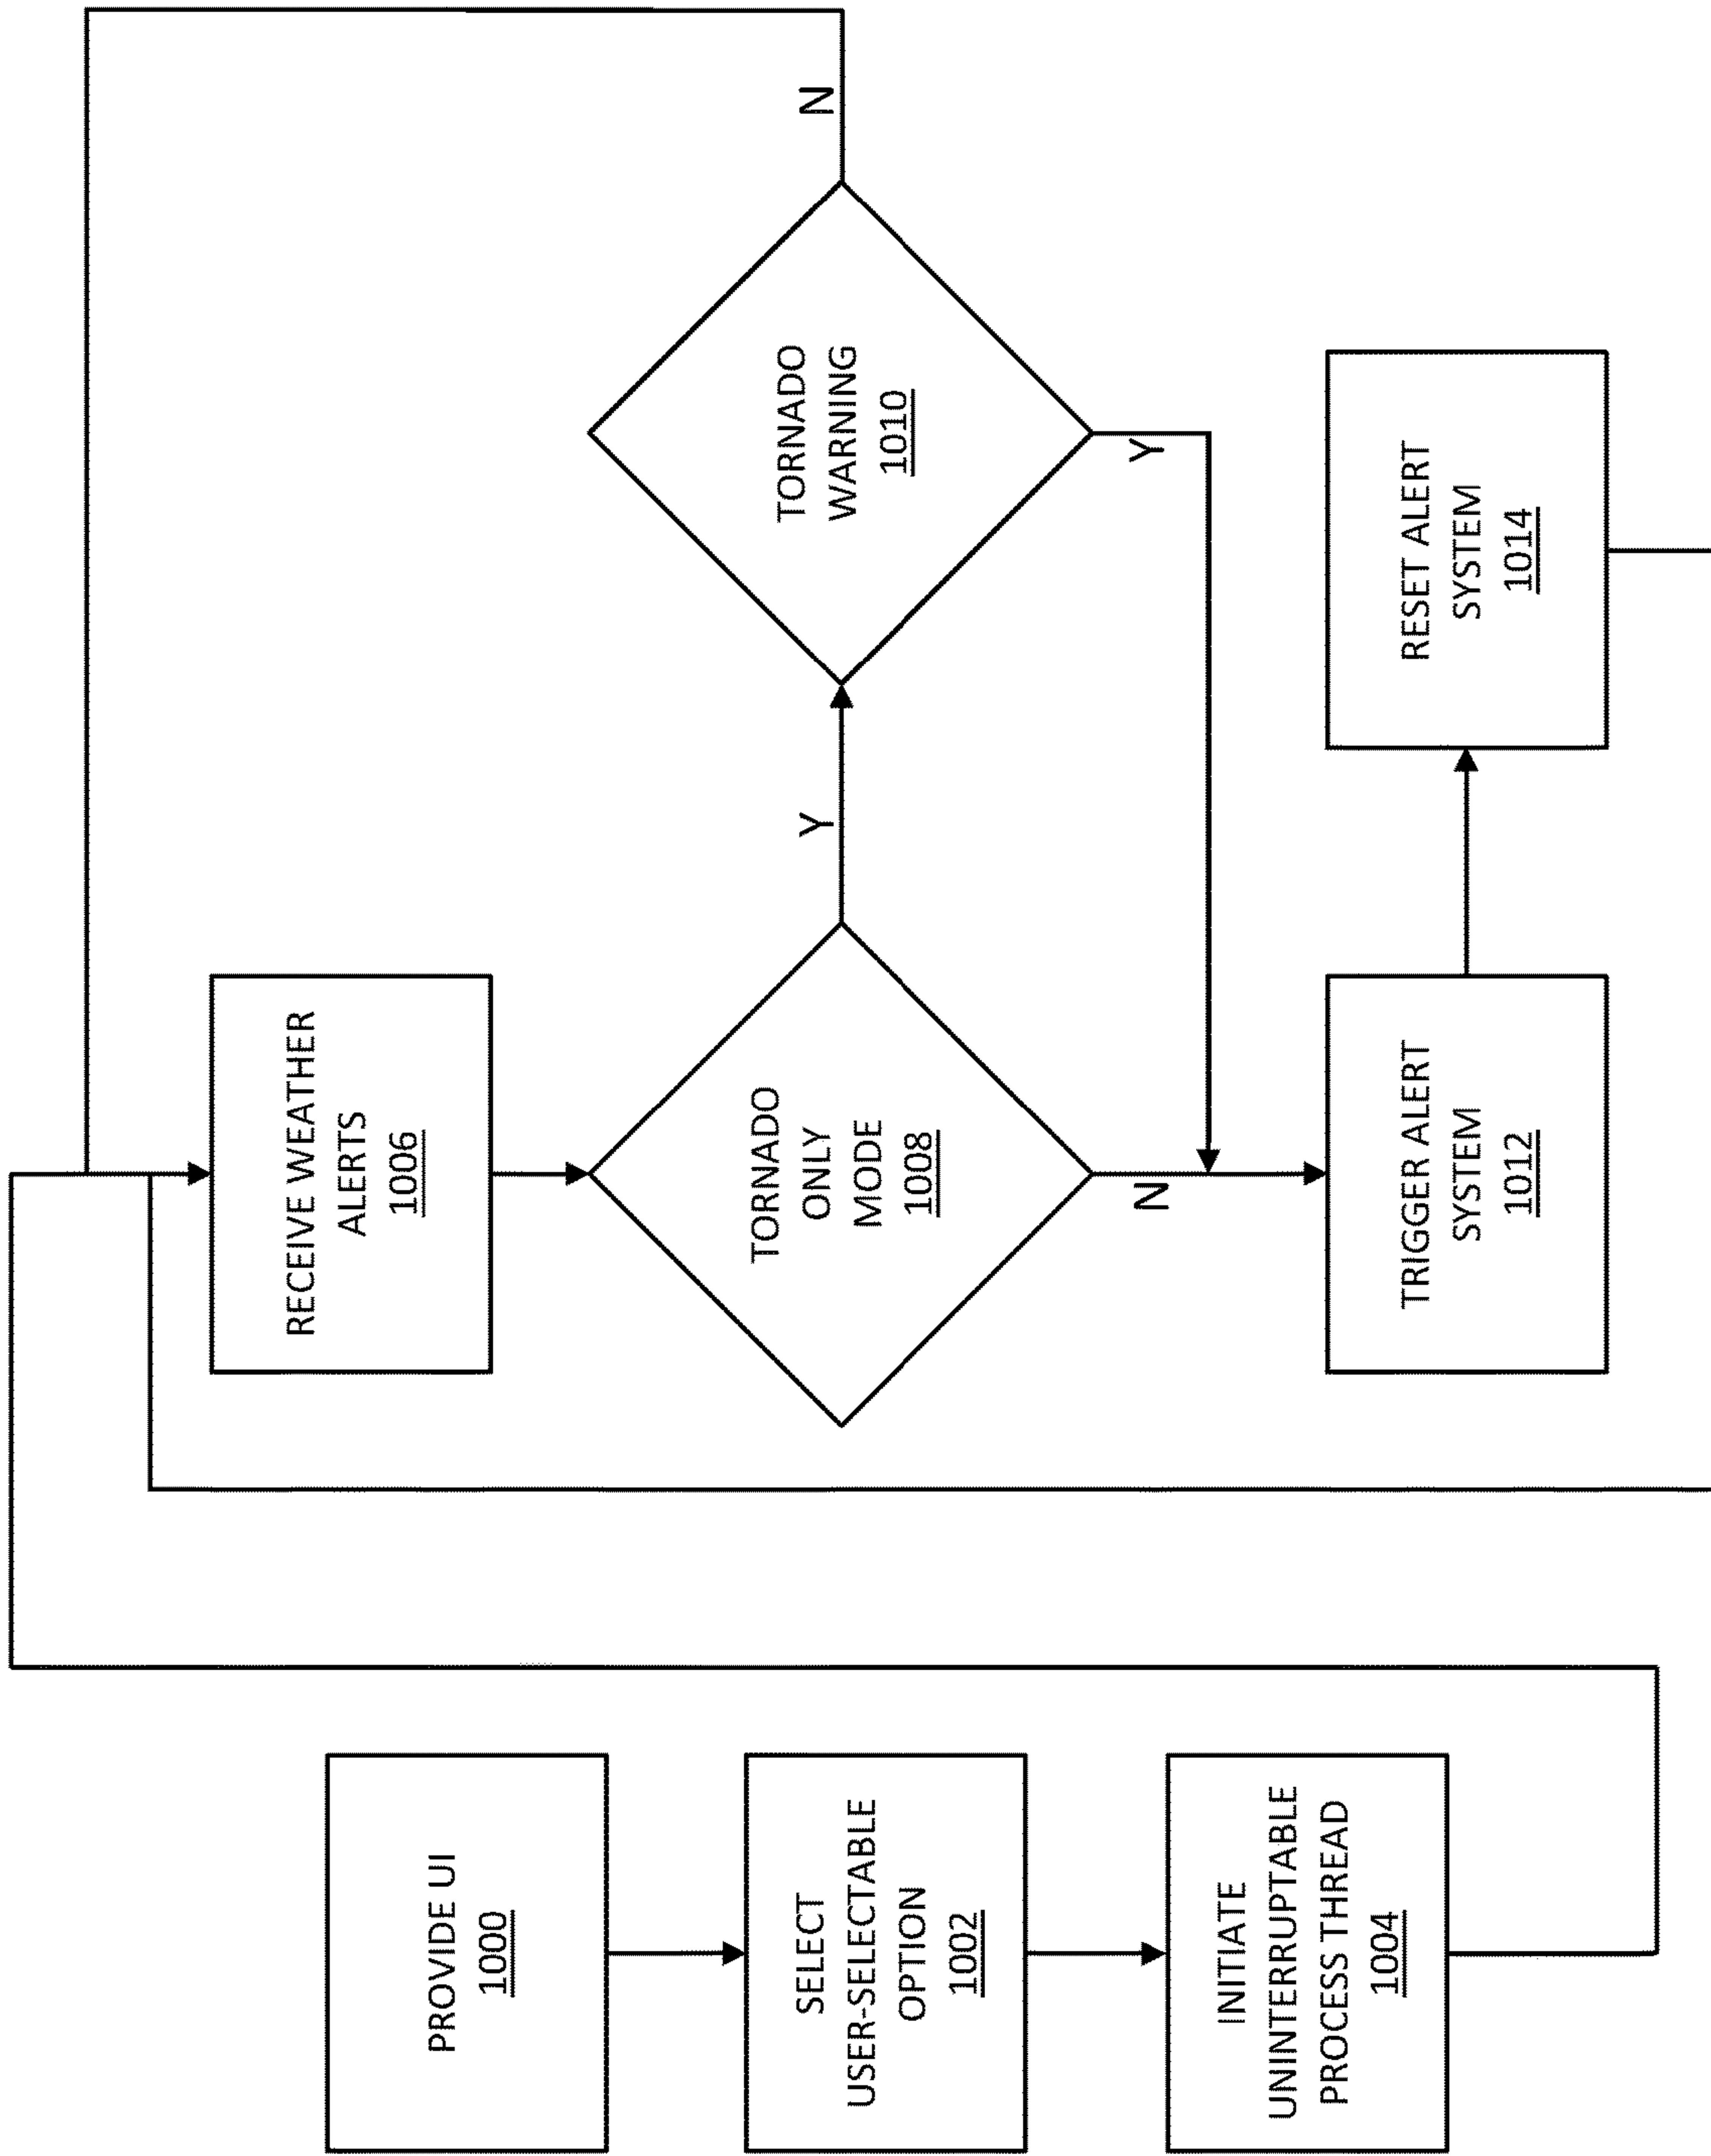 PROVIDE UI
1000
SELECT
USER-SELECTABLE
OPTION
1002
INITIATE
UNINTERRUPTABLE
PROCESS THREAD
1004
RECEIVE WEATHER
ALERTS
1006
TORNADO
ONLY
MODE
1008
Y
N
TORNADO
WARNING
1010
N
Y
TRIGGER ALERT
SYSTEM
1012
RESET ALERT
SYSTEM
1014